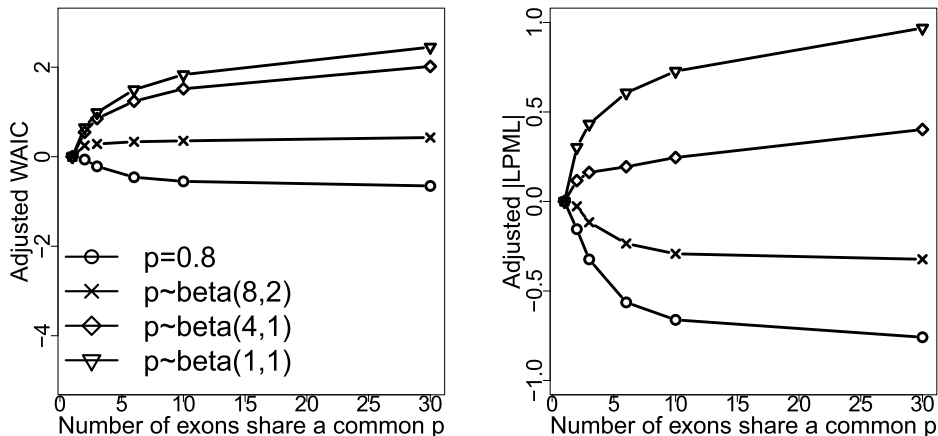 Adjusted WAIC
2
0
−2
−4
p=0.8
p~beta(8,2)
p~beta(4,1)
p~beta(1,1)
0 5 10 15 20 25 30
Number of exons share a common p
Adjusted |LPML|
1.0
0.5
0.0
−0.5
−1.0
0 5 10 15 20 25 30
Number of exons share a common p